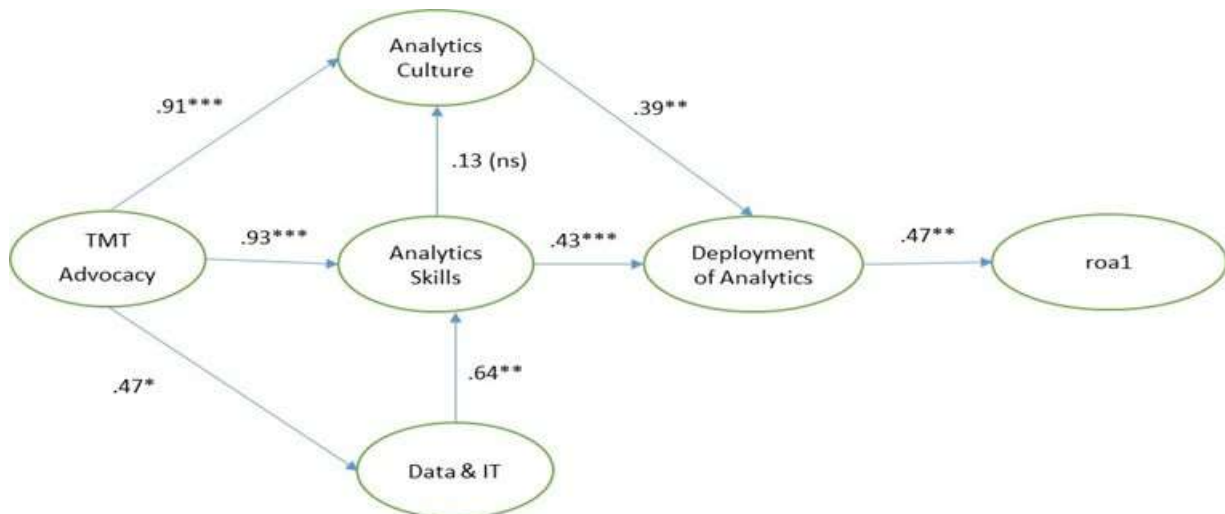 Analytics
Culture
.91***
.39**
.13 (ns)
TMT
Advocacy
.93***
Analytics
Skills
.43***
Deployment
of Analytics
.47**
roa1
.47*
.64**
Data & IT